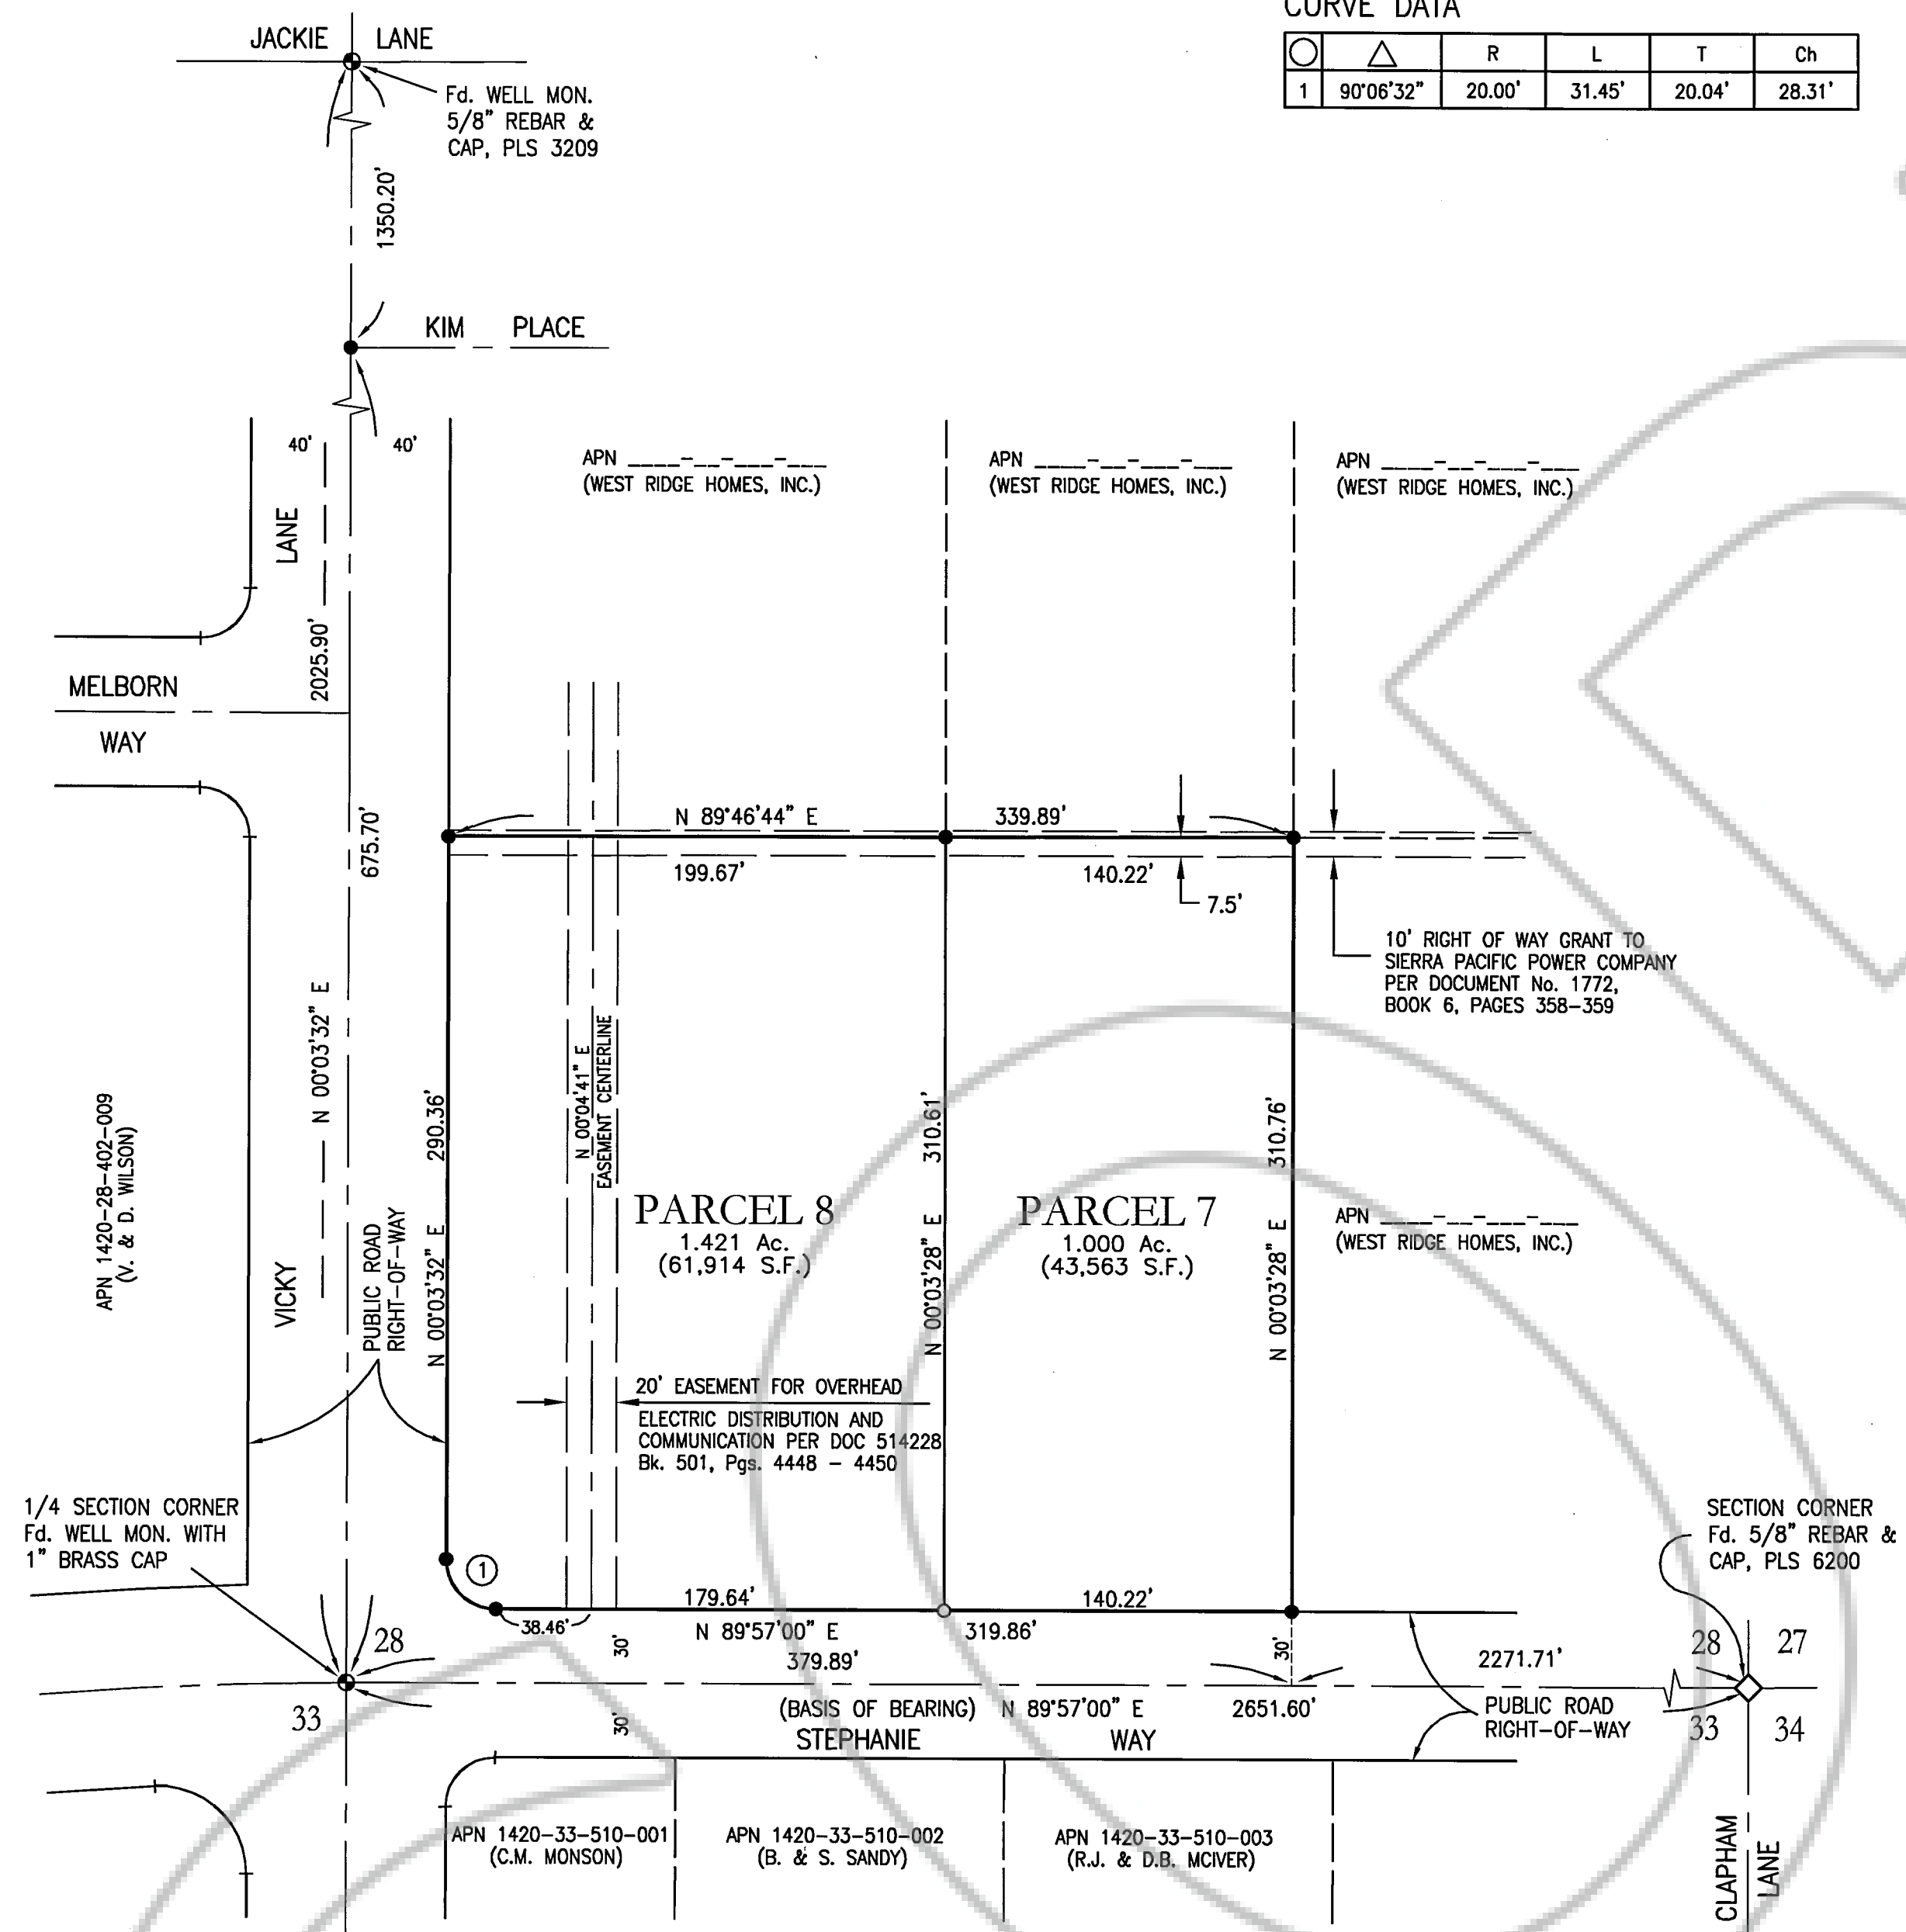 CURVE DATA
△ R L T Ch
1 90°06'32" 20.00' 31.45' 20.04' 28.31'
JACKIE LANE
Fd. WELL MON.
5/8" REBAR &
CAP, PLS 3209
1350.20'
KIM PLACE
40' 40'
LANE
2025.90'
APN ____-__-___-___
(WEST RIDGE HOMES, INC.)
APN ____-__-___-___
(WEST RIDGE HOMES, INC.)
APN ____-__-___-___
(WEST RIDGE HOMES, INC.)
MELBORN
WAY
675.70'
N 89°46'44" E 339.89'
199.67' 140.22'
7.5'
10' RIGHT OF WAY GRANT TO
SIERRA PACIFIC POWER COMPANY
PER DOCUMENT No. 1772,
BOOK 6, PAGES 358-359
APN 1420-28-402-009
(V. & D. WILSON)
VICKY
N 00°03'32" E
PUBLIC ROAD
RIGHT-OF-WAY
N 00°03'32" E 290.36'
N 00°04'41" E
EASEMENT CENTERLINE
PARCEL 8
1.421 Ac.
(61,914 S.F.)
N 00°03'28" E 310.61'
PARCEL 7
1.000 Ac.
(43,563 S.F.)
N 00°03'28" E 310.76'
APN ____-__-___-___
(WEST RIDGE HOMES, INC.)
20' EASEMENT FOR OVERHEAD
ELECTRIC DISTRIBUTION AND
COMMUNICATION PER DOC 514228
Bk. 501, Pgs. 4448 - 4450
1/4 SECTION CORNER
Fd. WELL MON. WITH
1" BRASS CAP
1
SECTION CORNER
Fd. 5/8" REBAR &
CAP, PLS 6200
179.64' 140.22'
38.46'
N 89°57'00" E 319.86'
30'
30'
28
379.89'
2271.71'
28 27
33
(BASIS OF BEARING) N 89°57'00" E 2651.60'
30'
STEPHANIE WAY
PUBLIC ROAD
RIGHT-OF-WAY
33 34
APN 1420-33-510-001
(C.M. MONSON)
APN 1420-33-510-002
(B. & S. SANDY)
APN 1420-33-510-003
(R.J. & D.B. MCIVER)
CLAPHAM
LANE